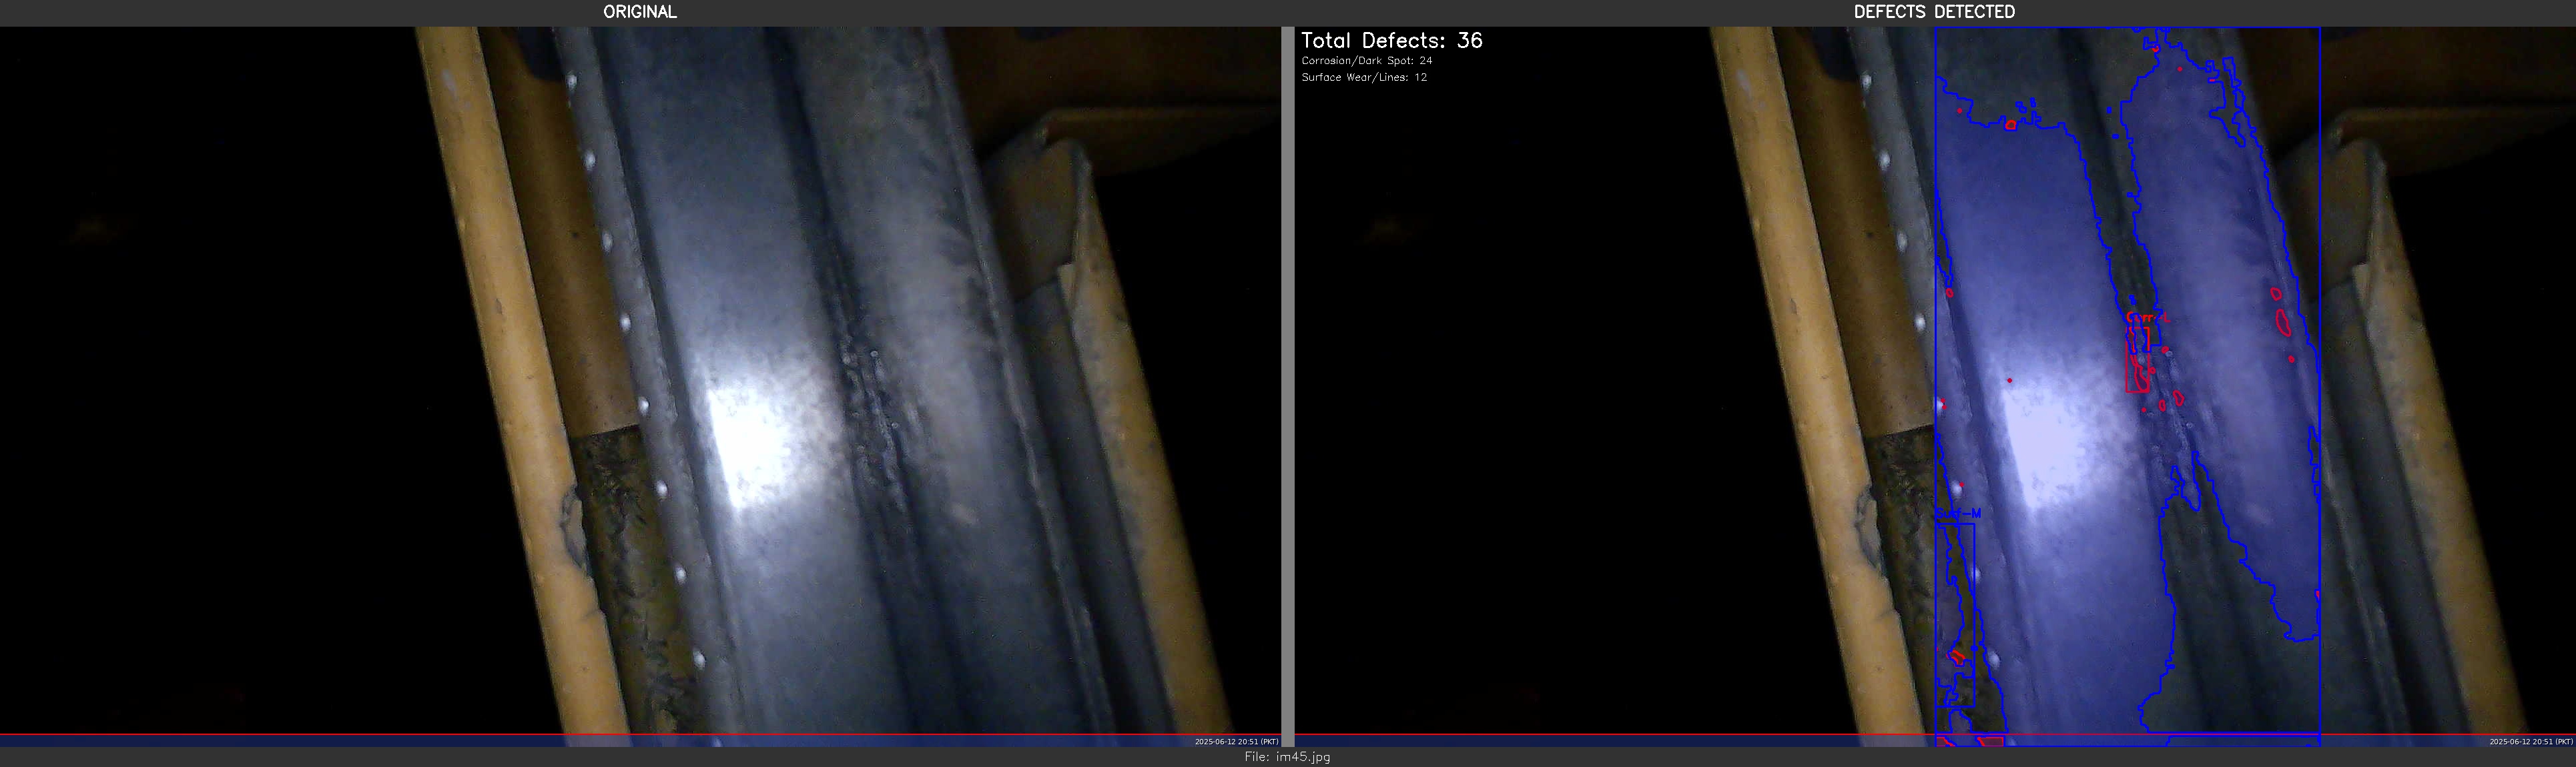 ORIGINAL
DEFECTS DETECTED
Total Defects: 36
Corrosion/Dark Spot: 24
Surface Wear/Lines: 12
Surf-M
2025-06-12 20:51 (PKT)
2025-06-12 20:51 (PKT)
File: im45.jpg